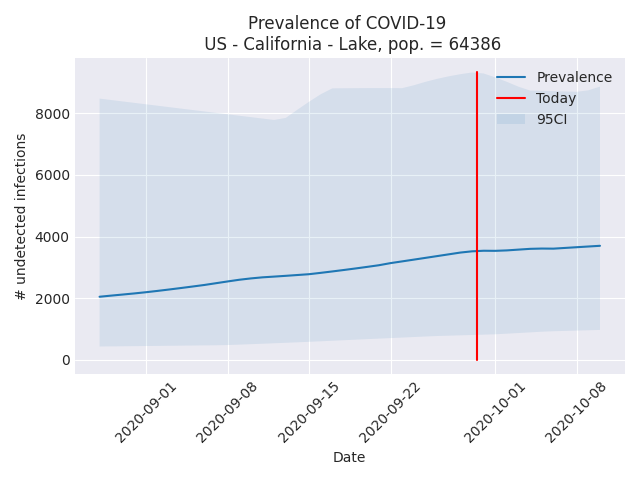 Prevalence of COVID-19
US - California - Lake, pop. = 64386
Prevalence
Today
95CI
# undetected infections
8000
6000
4000
2000
0
2020-09-01
2020-09-08
2020-09-15
2020-09-22
2020-10-01
2020-10-08
Date